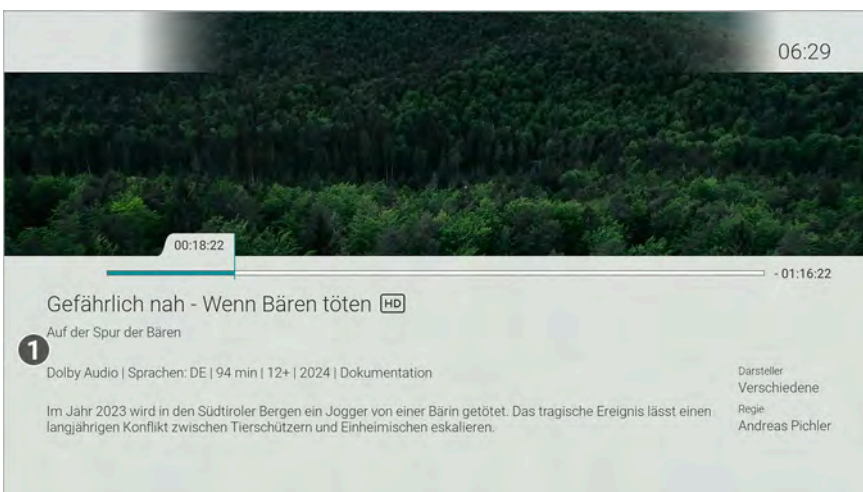 06:29
00:18:22
- 01:16:22
Gefährlich nah - Wenn Bären töten HD
Auf der Spur der Bären
1
Dolby Audio | Sprachen: DE | 94 min | 12+ | 2024 | Dokumentation
Darsteller
Verschiedene
Im Jahr 2023 wird in den Südtiroler Bergen ein Jogger von einer Bärin getötet. Das tragische Ereignis lässt einen
langjährigen Konflikt zwischen Tierschützern und Einheimischen eskalieren.
Regie
Andreas Pichler